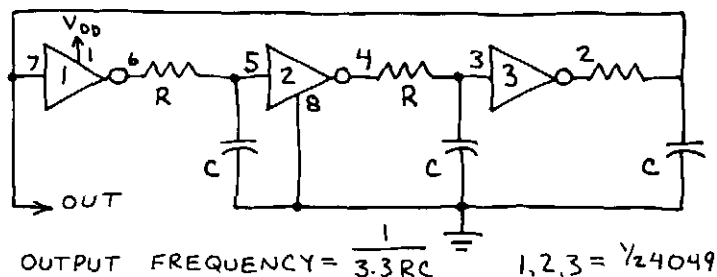 VDD
7 1 1 6 R 5 2 8 4 R 3 3 2
C C C
OUT
OUTPUT FREQUENCY = 1/3.3RC 1,2,3 = 1/2 4049